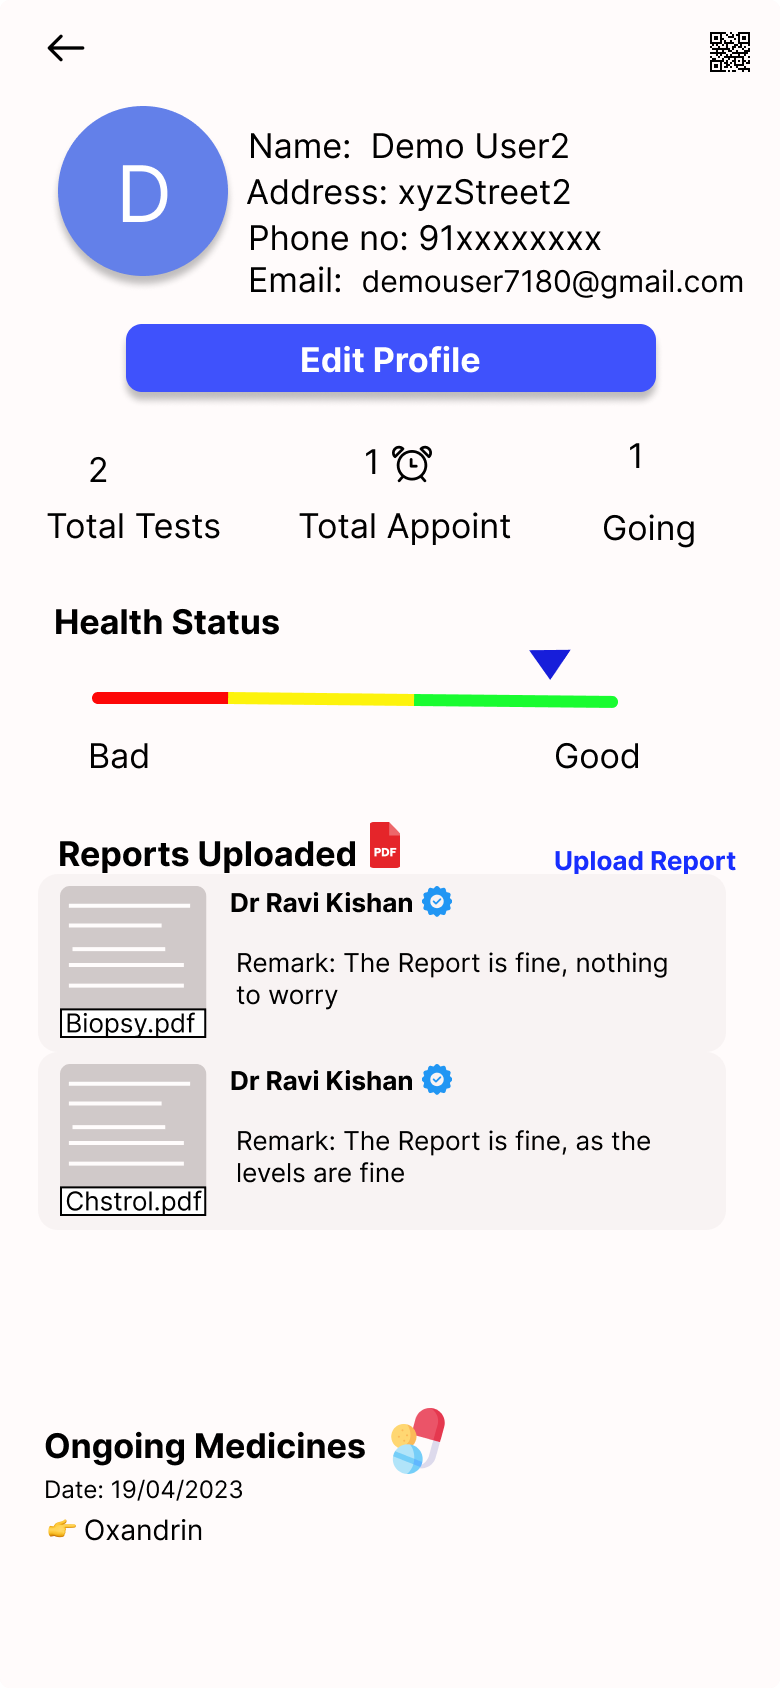 D
Name: Demo User2
Address: xyzStreet2
Phone no: 91xxxxxxxx
Email: demouser7180@gmail.com
Edit Profile
2
Total Tests
1
Total Appoint
1
Going
Health Status
Bad
Good
Reports Uploaded
PDF
Upload Report
Dr Ravi Kishan
Remark: The Report is fine, nothing
to worry
Biopsy.pdf
Dr Ravi Kishan
Remark: The Report is fine, as the
levels are fine
Chstrol.pdf
Ongoing Medicines
Date: 19/04/2023
👉 Oxandrin